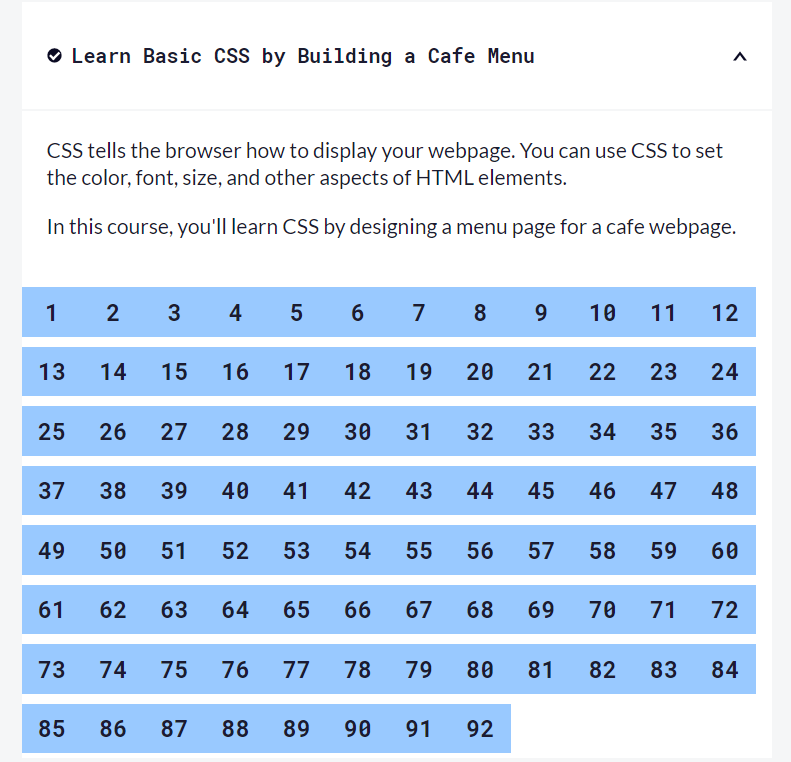 Learn Basic CSS by Building a Cafe Menu
CSS tells the browser how to display your webpage. You can use CSS to set
the color, font, size, and other aspects of HTML elements.
In this course, you'll learn CSS by designing a menu page for a cafe webpage.
1 2 3 4 5 6 7 8 9 10 11 12
13 14 15 16 17 18 19 20 21 22 23 24
25 26 27 28 29 30 31 32 33 34 35 36
37 38 39 40 41 42 43 44 45 46 47 48
49 50 51 52 53 54 55 56 57 58 59 60
61 62 63 64 65 66 67 68 69 70 71 72
73 74 75 76 77 78 79 80 81 82 83 84
85 86 87 88 89 90 91 92